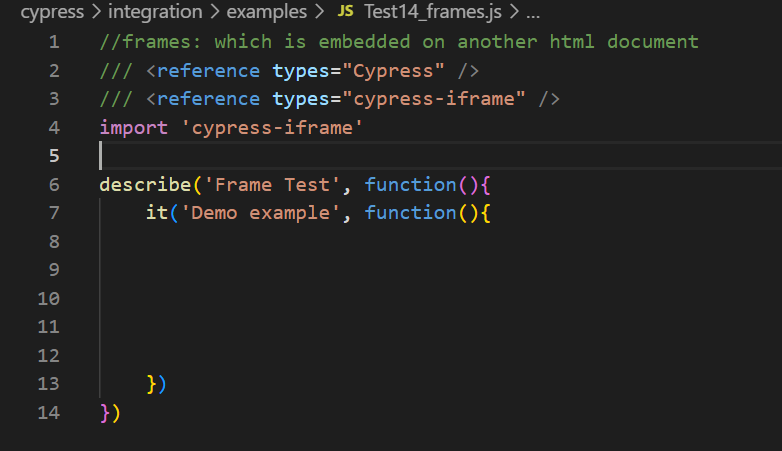 cypress > integration > examples > JS Test14_frames.js > ...
1 //frames: which is embedded on another html document
2 /// <reference types="Cypress" />
3 /// <reference types="cypress-iframe" />
4 import 'cypress-iframe'
5
6 describe('Frame Test', function(){
7     it('Demo example', function(){
8
9
10
11
12
13     })
14 })